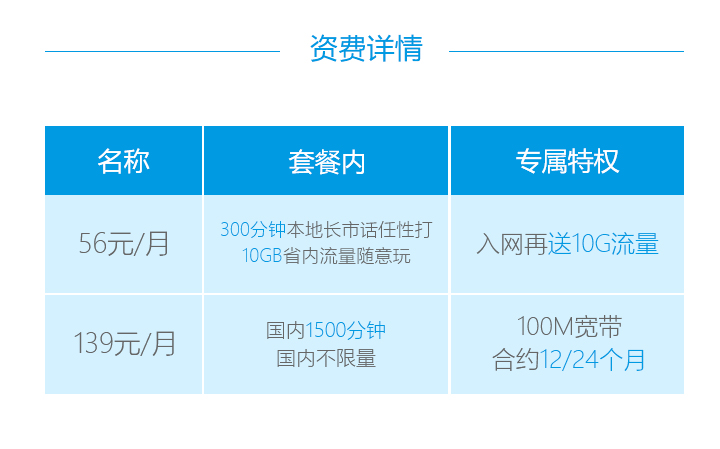 资费详情
名称
套餐内
专属特权
56元/月
300分钟本地长市话任性打
10GB省内流量随意玩
入网再送10G流量
139元/月
国内1500分钟
国内不限量
100M宽带
合约12/24个月